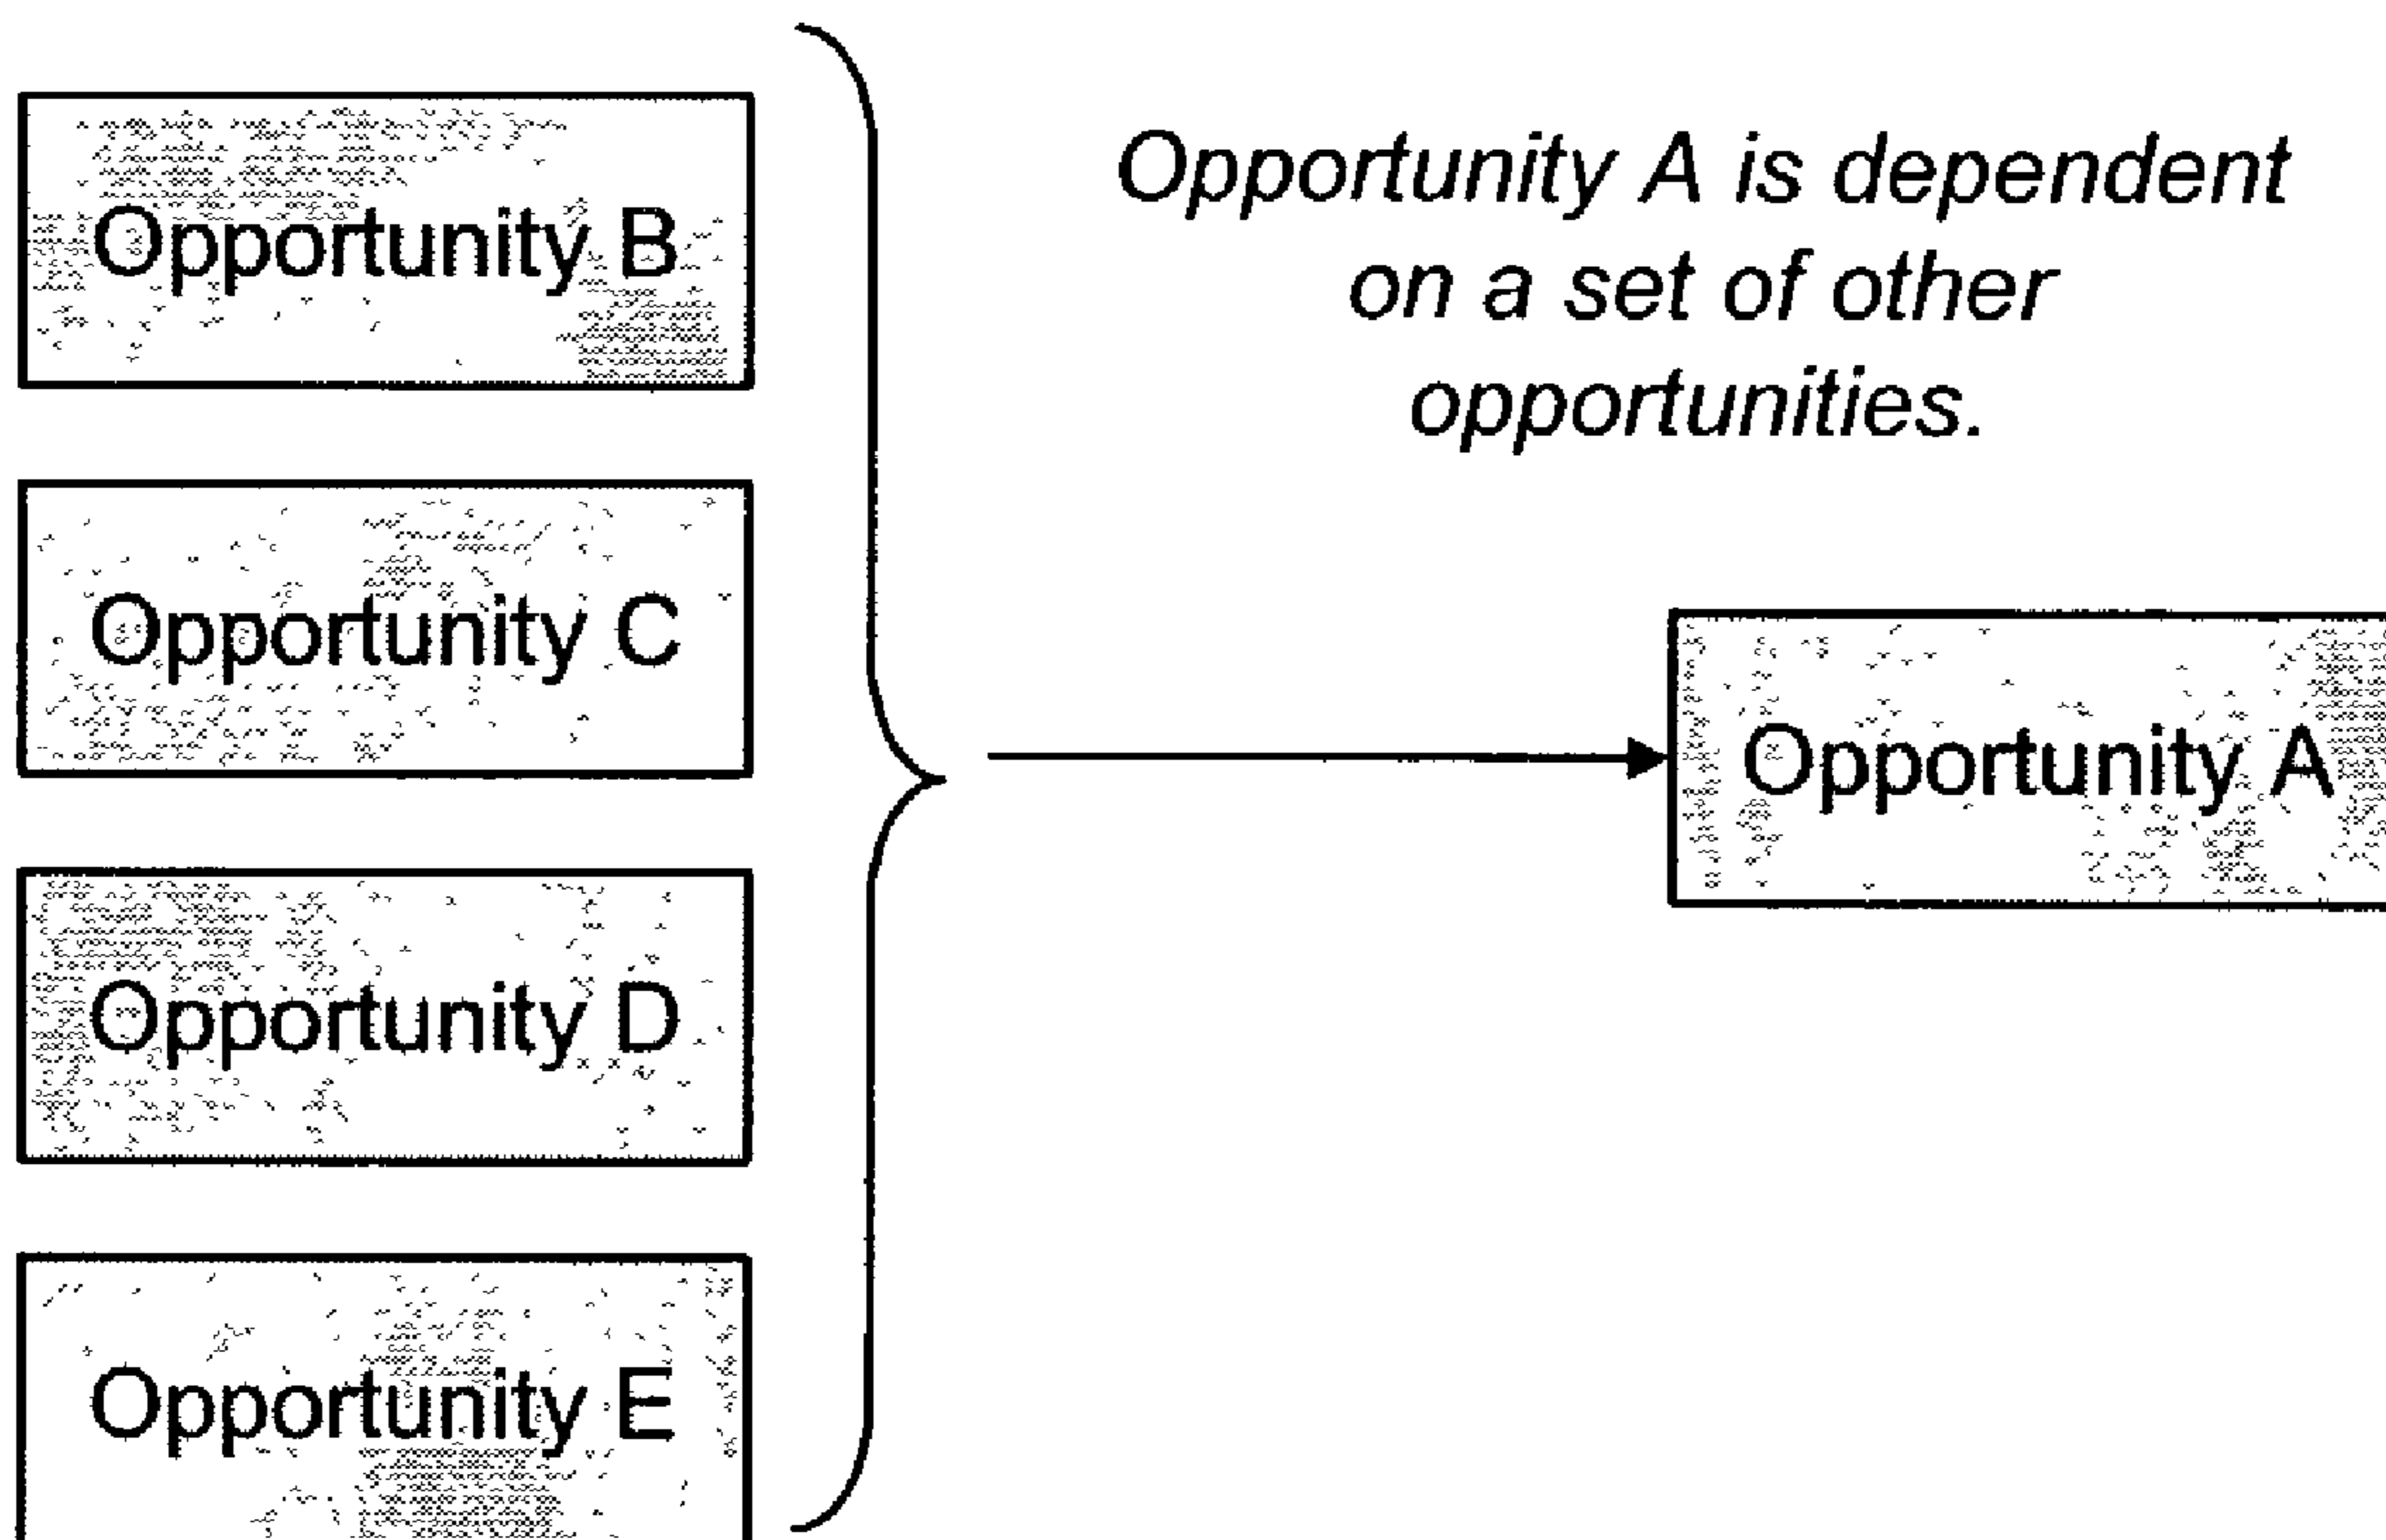 Opportunity B
Opportunity A is dependent
on a set of other
opportunities.
Opportunity C
Opportunity A
Opportunity D
Opportunity E